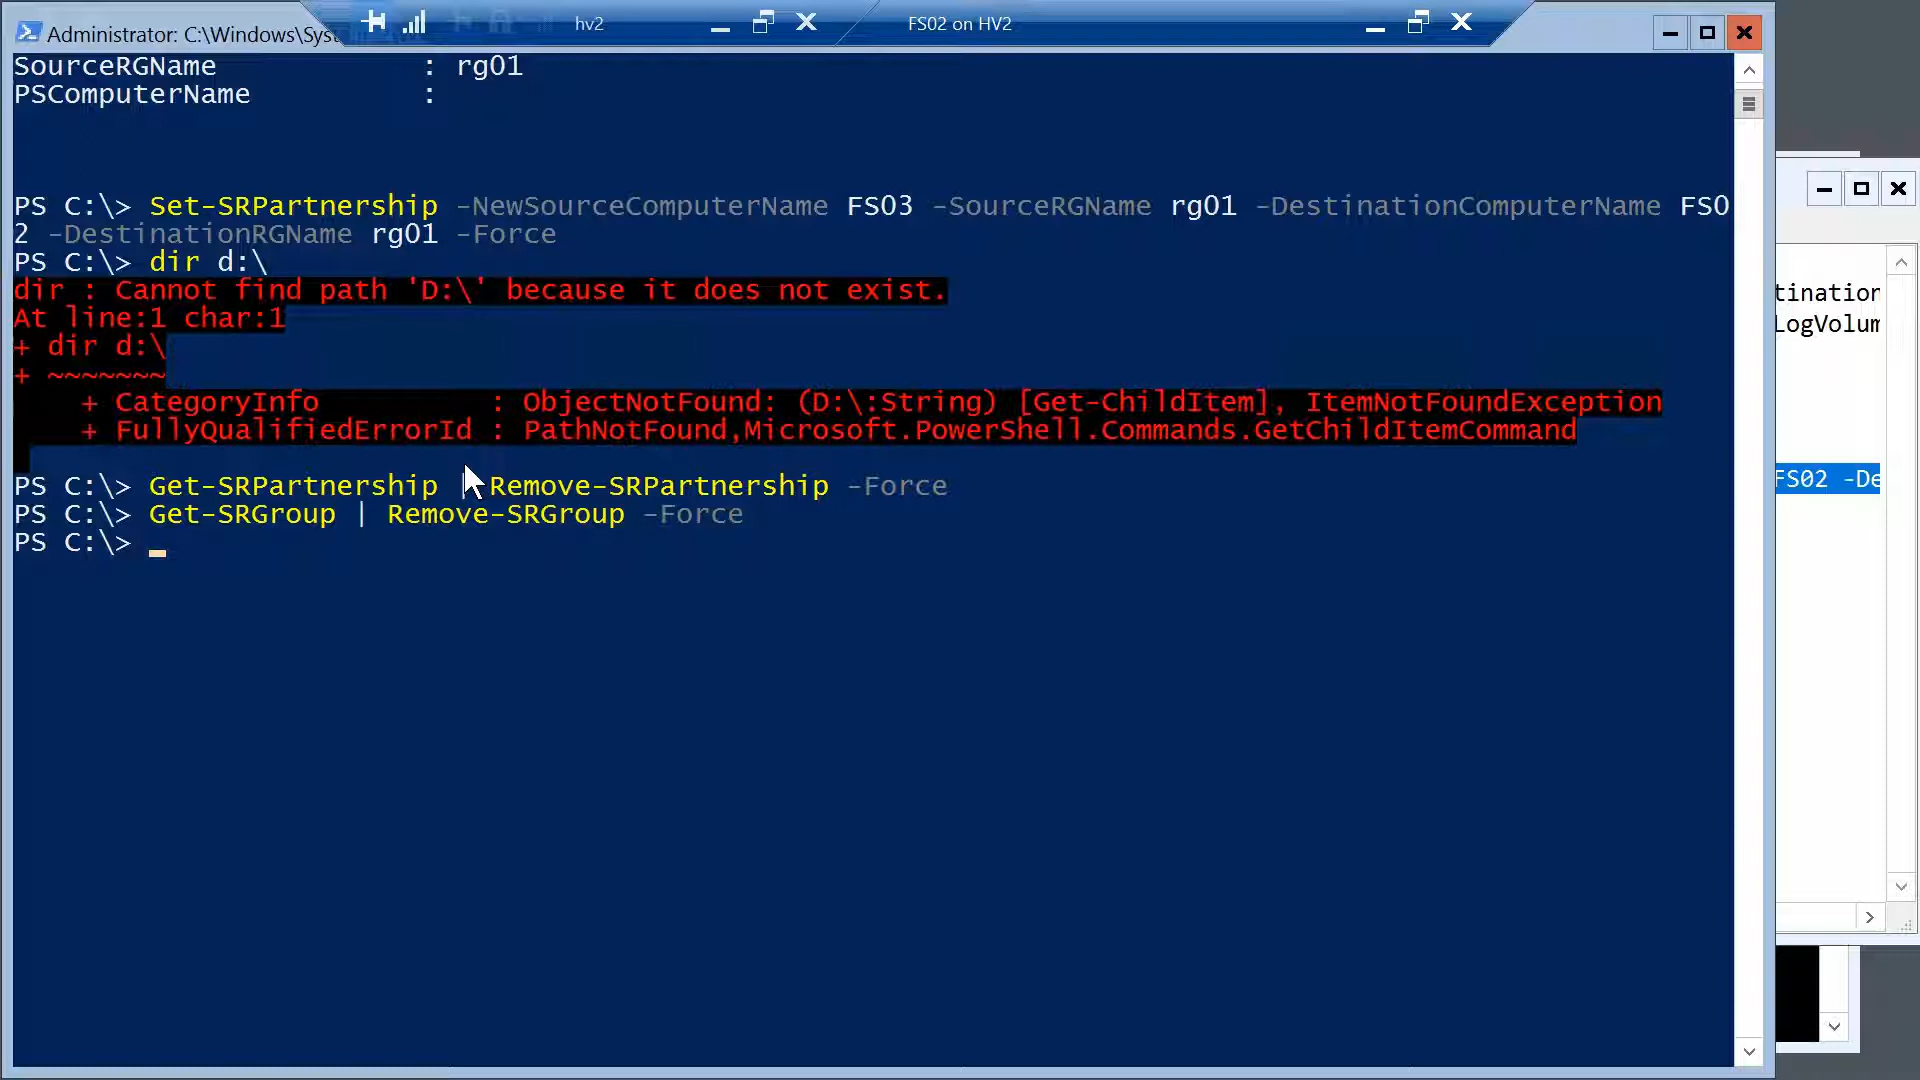 hv2
FS02 on HV2
Administrator: C:\Windows\Syst
SourceRGName : rg01
PSComputerName :
PS C:\> Set-SRPartnership -NewSourceComputerName FS03 -SourceRGName rg01 -DestinationComputerName FS0
2 -DestinationRGName rg01 -Force
PS C:\> dir d:\
dir : Cannot find path 'D:\' because it does not exist.
At line:1 char:1
+ dir d:\
+ ~~~~~~~
+ CategoryInfo : ObjectNotFound: (D:\:String) [Get-ChildItem], ItemNotFoundException
+ FullyQualifiedErrorId : PathNotFound,Microsoft.PowerShell.Commands.GetChildItemCommand
PS C:\> Get-SRPartnership | Remove-SRPartnership -Force
PS C:\> Get-SRGroup | Remove-SRGroup -Force
PS C:\>
tination
LogVolum
FS02 -De